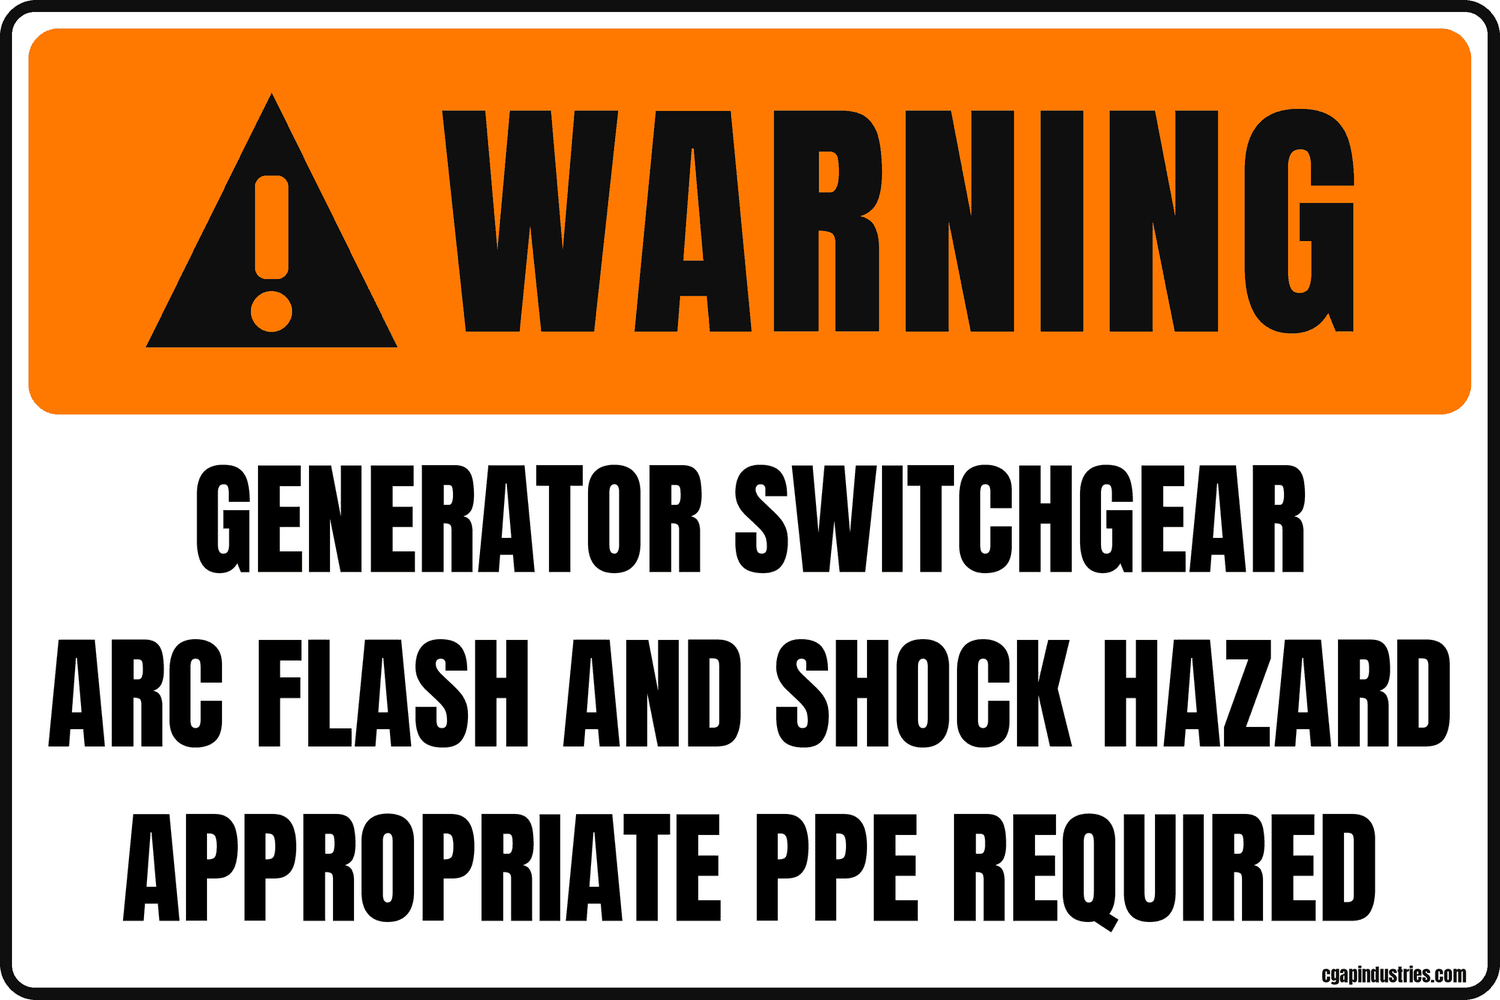 WARNING
GENERATOR SWITCHGEAR
ARC FLASH AND SHOCK HAZARD
APPROPRIATE PPE REQUIRED
cgapindustries.com